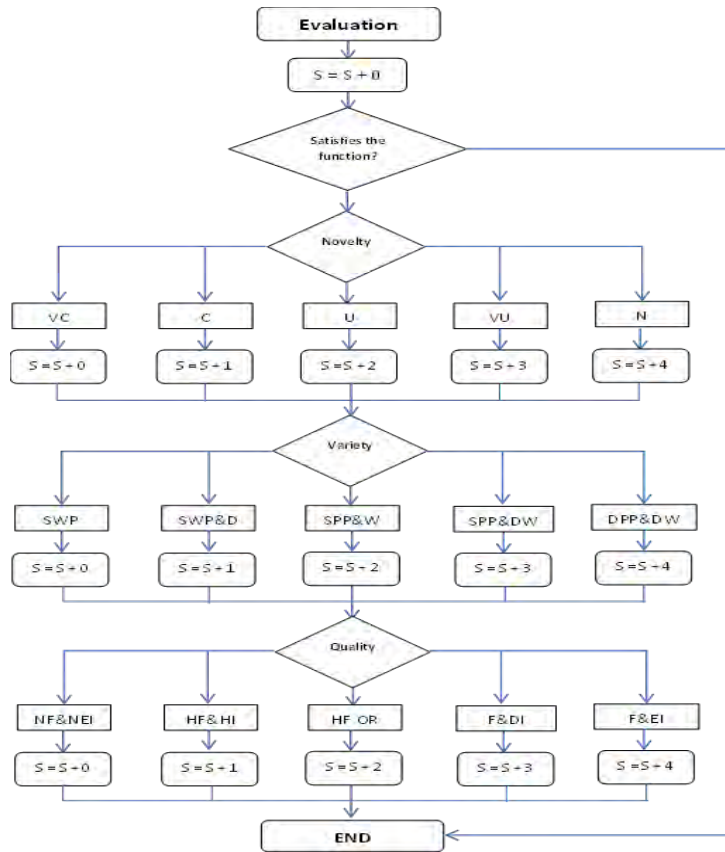 Evaluation
S = S + 0
Satisfies the
function?
Novelty
VC
C
U
VU
N
S = S + 0
S = S + 1
S = S + 2
S = S + 3
S = S + 4
Variety
SWP
SWP&D
SPP&W
SPP&DW
DPP&DW
S = S + 0
S = S + 1
S = S + 2
S = S + 3
S = S + 4
Quality
NF&NEI
HF&HI
HF OR
F&DI
F&EI
S = S + 0
S = S + 1
S = S + 2
S = S + 3
S = S + 4
END